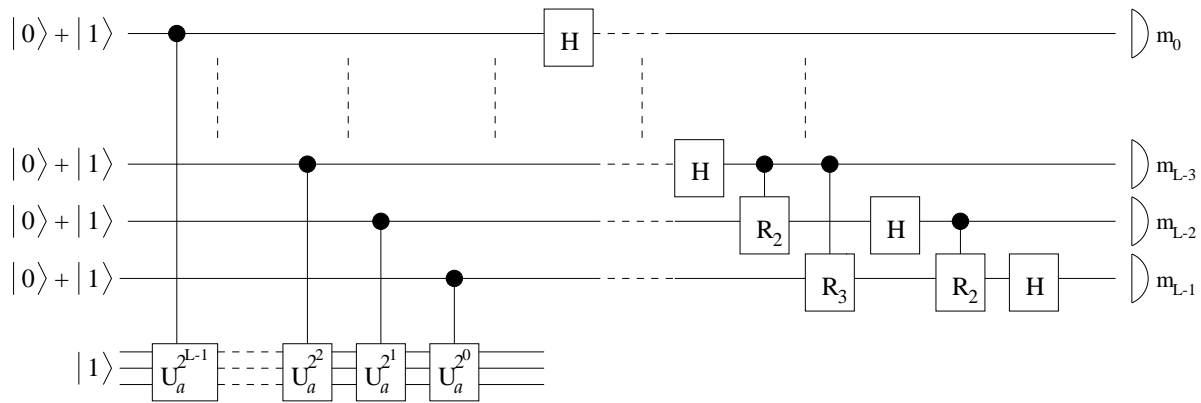 |0⟩ + |1⟩ H m₀
|0⟩ + |1⟩ H m_{L-3}
|0⟩ + |1⟩ R₂ H m_{L-2}
|0⟩ + |1⟩ R₃ R₂ H m_{L-1}
|1⟩ U_a^{2^{L-1}} U_a^{2^2} U_a^{2^1} U_a^{2^0}